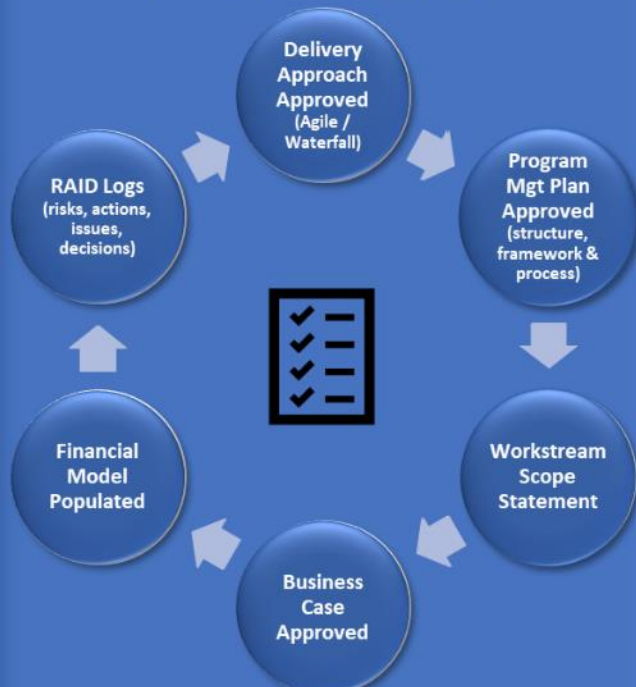 Delivery
Approach
Approved
(Agile /
Waterfall)
Program
Mgt Plan
Approved
(structure,
framework &
process)
Workstream
Scope
Statement
Business
Case
Approved
Financial
Model
Populated
RAID Logs
(risks, actions,
issues,
decisions)